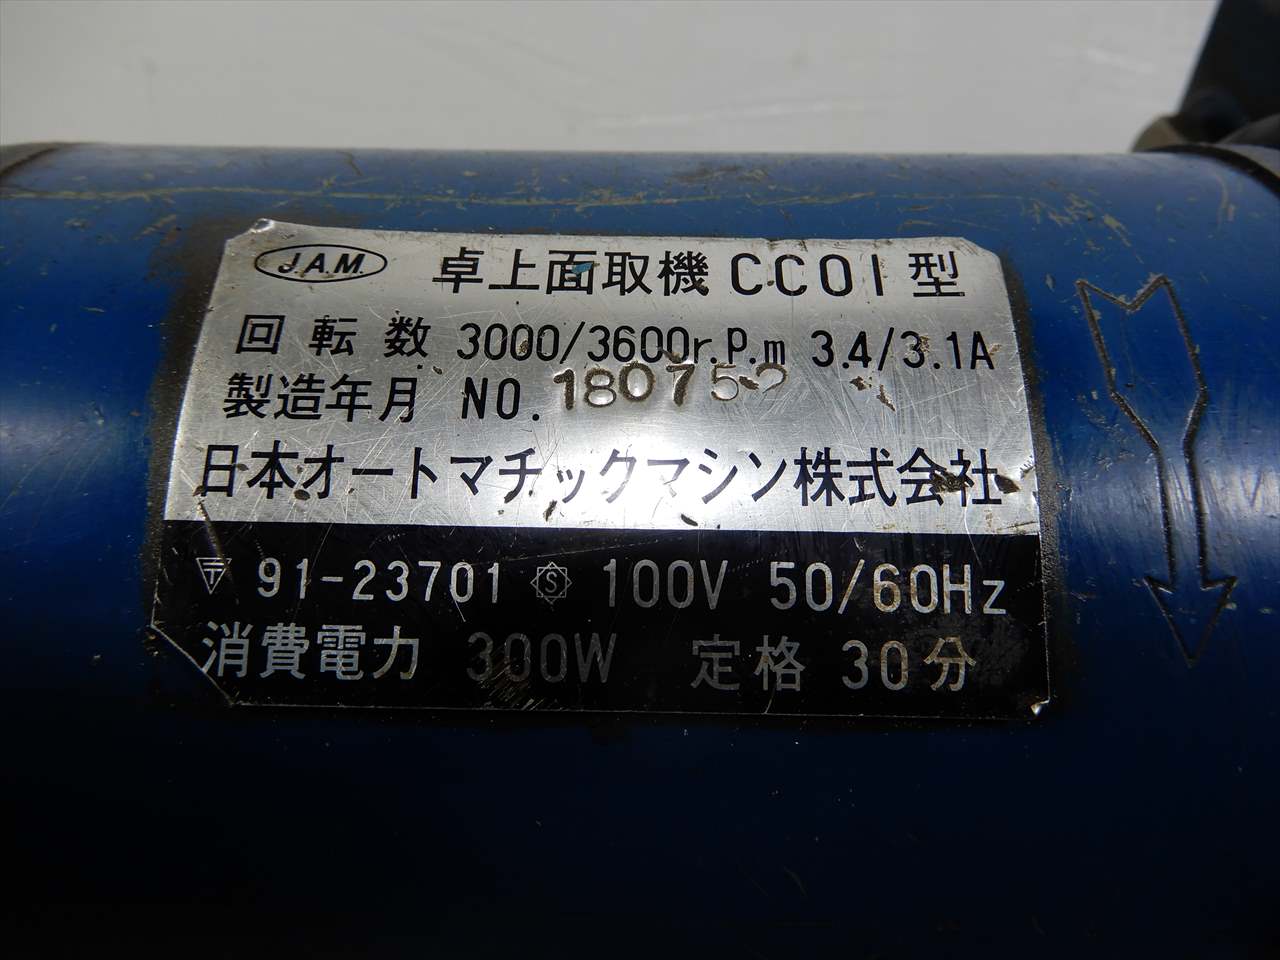 J.A.M. 卓上面取機 CC01型
回転数 3000/3600r.P.m 3.4/3.1A
製造年月 NO. 180752
日本オートマチックマシン株式会社
〒 91-23701 S 100V 50/60Hz
消費電力 300W 定格 30分